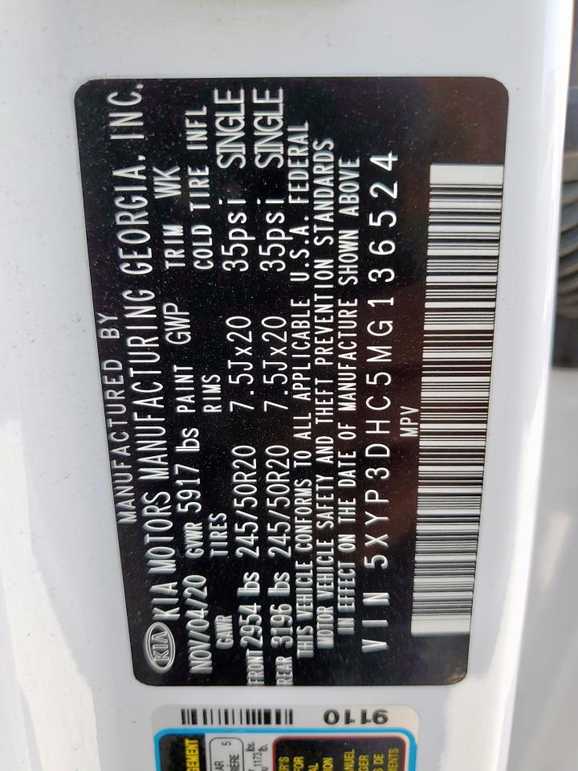 MANUFACTURED BY
KIA KIA MOTORS MANUFACTURING GEORGIA, INC.
NOV/04/20 GVWR 5917 lbs PAINT GWP TRIM WK
GAWR TIRES RIMS COLD TIRE INFL
FRONT 2954 lbs 245/50R20 7.5Jx20 35psi SINGLE
REAR 3196 lbs 245/50R20 7.5Jx20 35psi SINGLE
THIS VEHICLE CONFORMS TO ALL APPLICABLE U.S.A. FEDERAL
MOTOR VEHICLE SAFETY AND THEFT PREVENTION STANDARDS
IN EFFECT ON THE DATE OF MANUFACTURE SHOWN ABOVE
VIN 5XYP3DHC5MG136524
MPV
9110